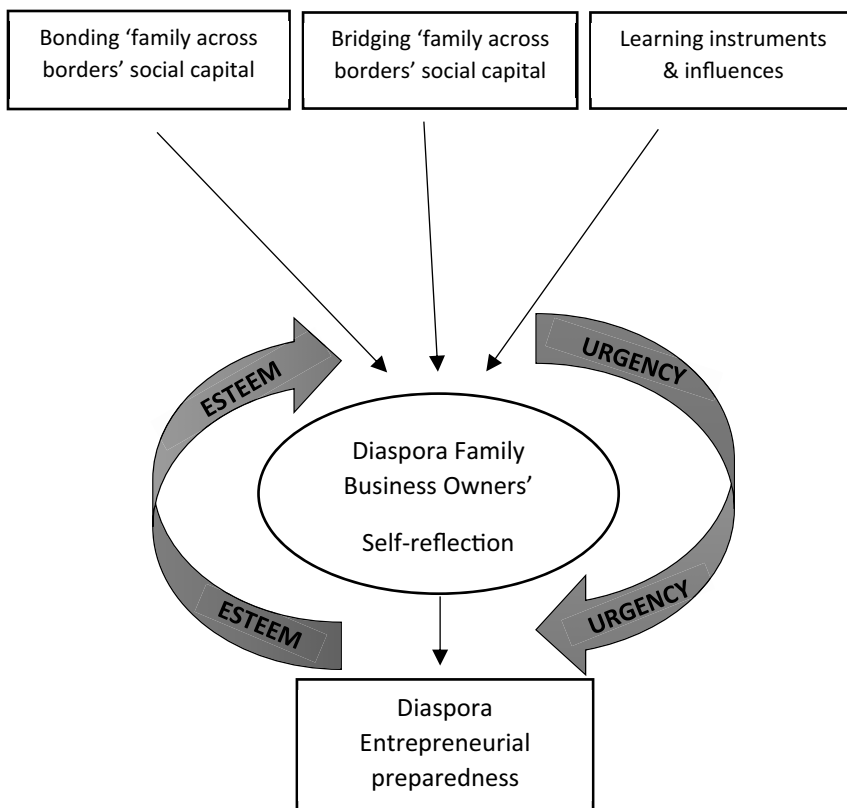 Bonding ‘family across
borders’ social capital
Bridging ‘family across
borders’ social capital
Learning instruments
& influences
ESTEEM
URGENCY
Diaspora Family
Business Owners’
Self-reflection
ESTEEM
URGENCY
Diaspora
Entrepreneurial
preparedness